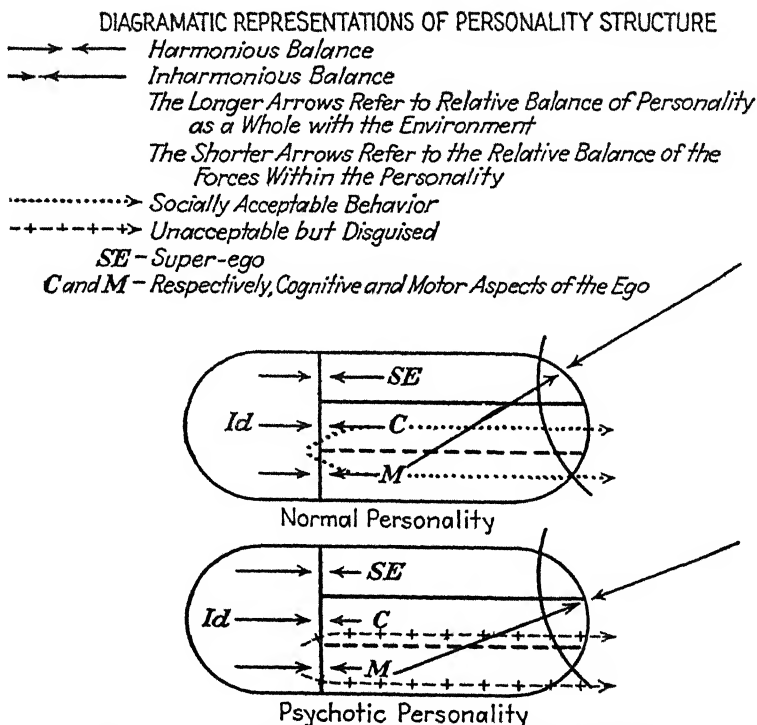 DIAGRAMATIC REPRESENTATIONS OF PERSONALITY STRUCTURE
Harmonious Balance
Inharmonious Balance
The Longer Arrows Refer to Relative Balance of Personality
as a Whole with the Environment
The Shorter Arrows Refer to the Relative Balance of the
Forces Within the Personality
Socially Acceptable Behavior
Unacceptable but Disguised
SE - Super-ego
C and M - Respectively, Cognitive and Motor Aspects of the Ego
SE
Id C
M
Normal Personality
SE
Id C
M
Psychotic Personality